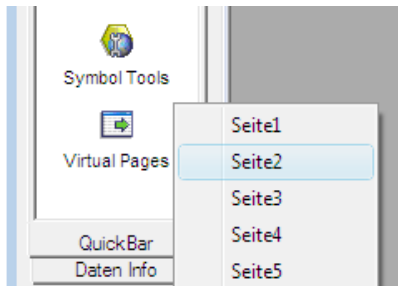 Symbol Tools
Virtual Pages
Seite1
Seite2
Seite3
Seite4
Seite5
QuickBar
Daten Info